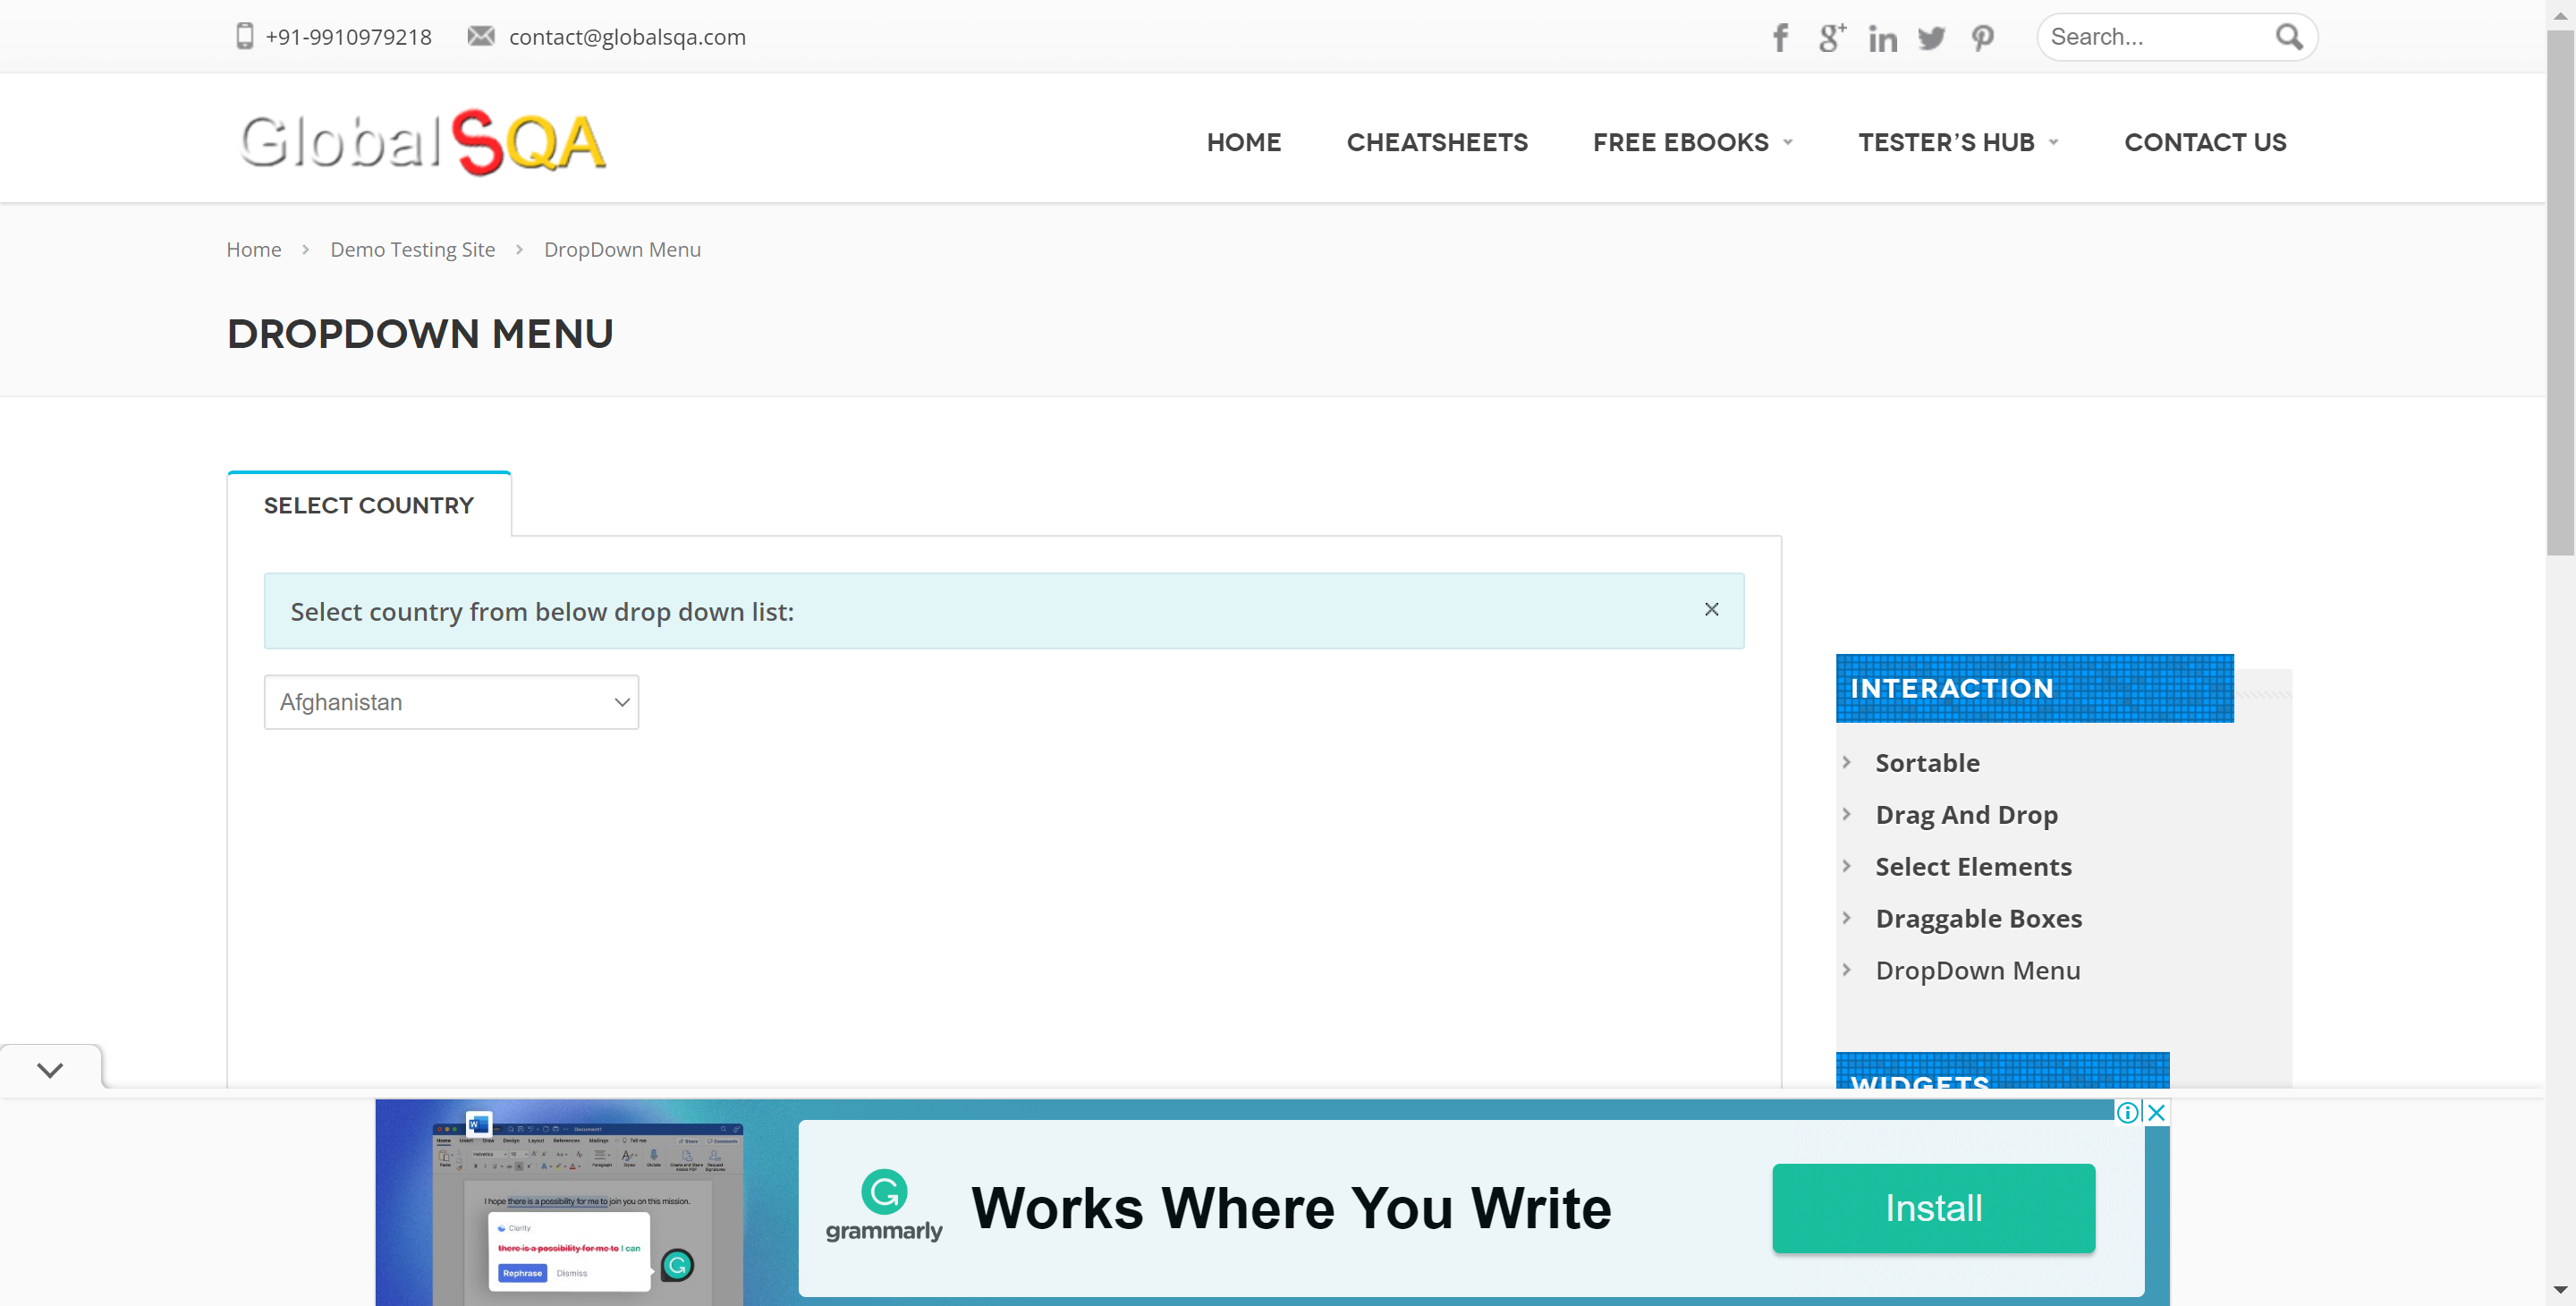 +91-9910979218
contact@globalsqa.com
Search...
GlobalSQA
HOME
CHEATSHEETS
FREE EBOOKS
TESTER’S HUB
CONTACT US
Home
Demo Testing Site
DropDown Menu
DROPDOWN MENU
SELECT COUNTRY
Select country from below drop down list:
Afghanistan
INTERACTION
Sortable
Drag And Drop
Select Elements
Draggable Boxes
DropDown Menu
WIDGETS
I hope there is a possibility for me to join you on this mission.
Clarity
there is a possibility for me to I can
Rephrase
Dismiss
grammarly
Works Where You Write
Install